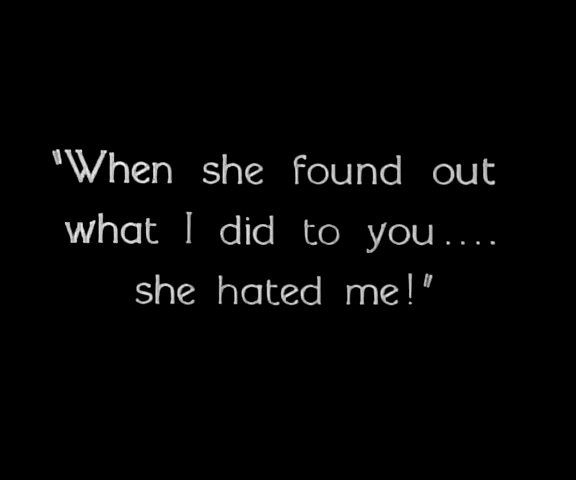 "When she found out
what I did to you....
she hated me!"